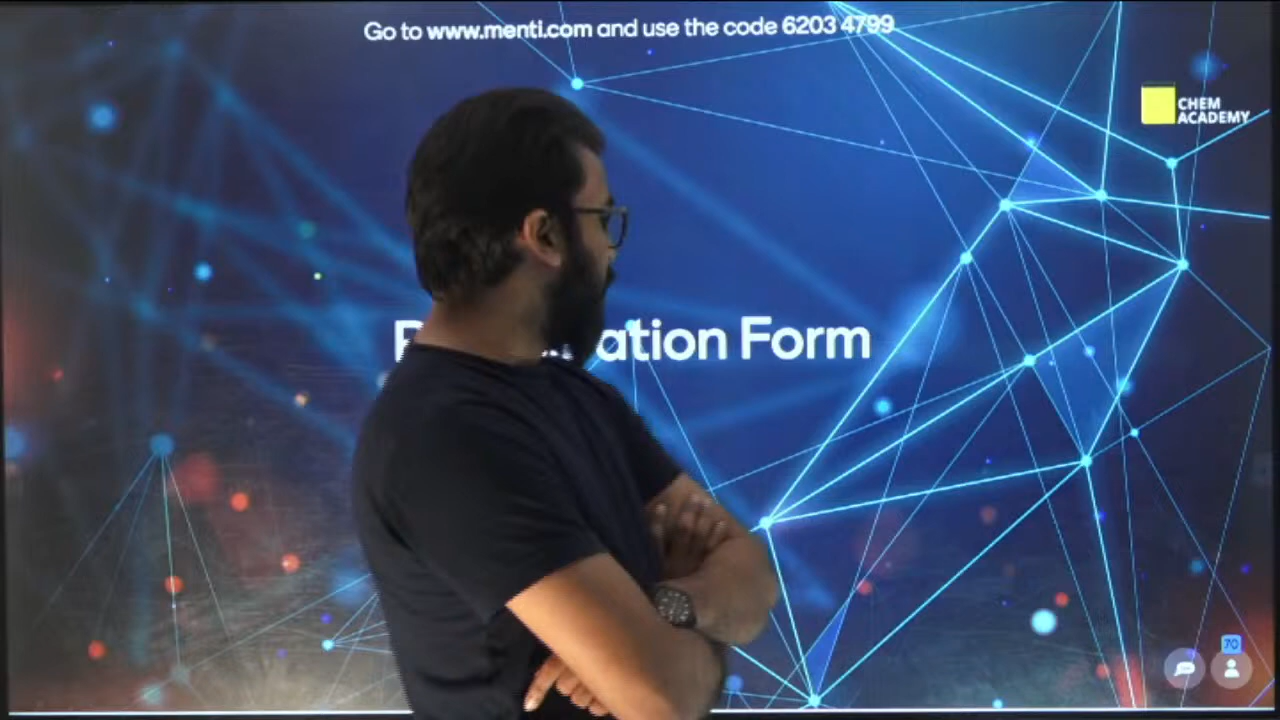 Go to www.menti.com and use the code 6203 4799
CHEM
ACADEMY
ation Form
70